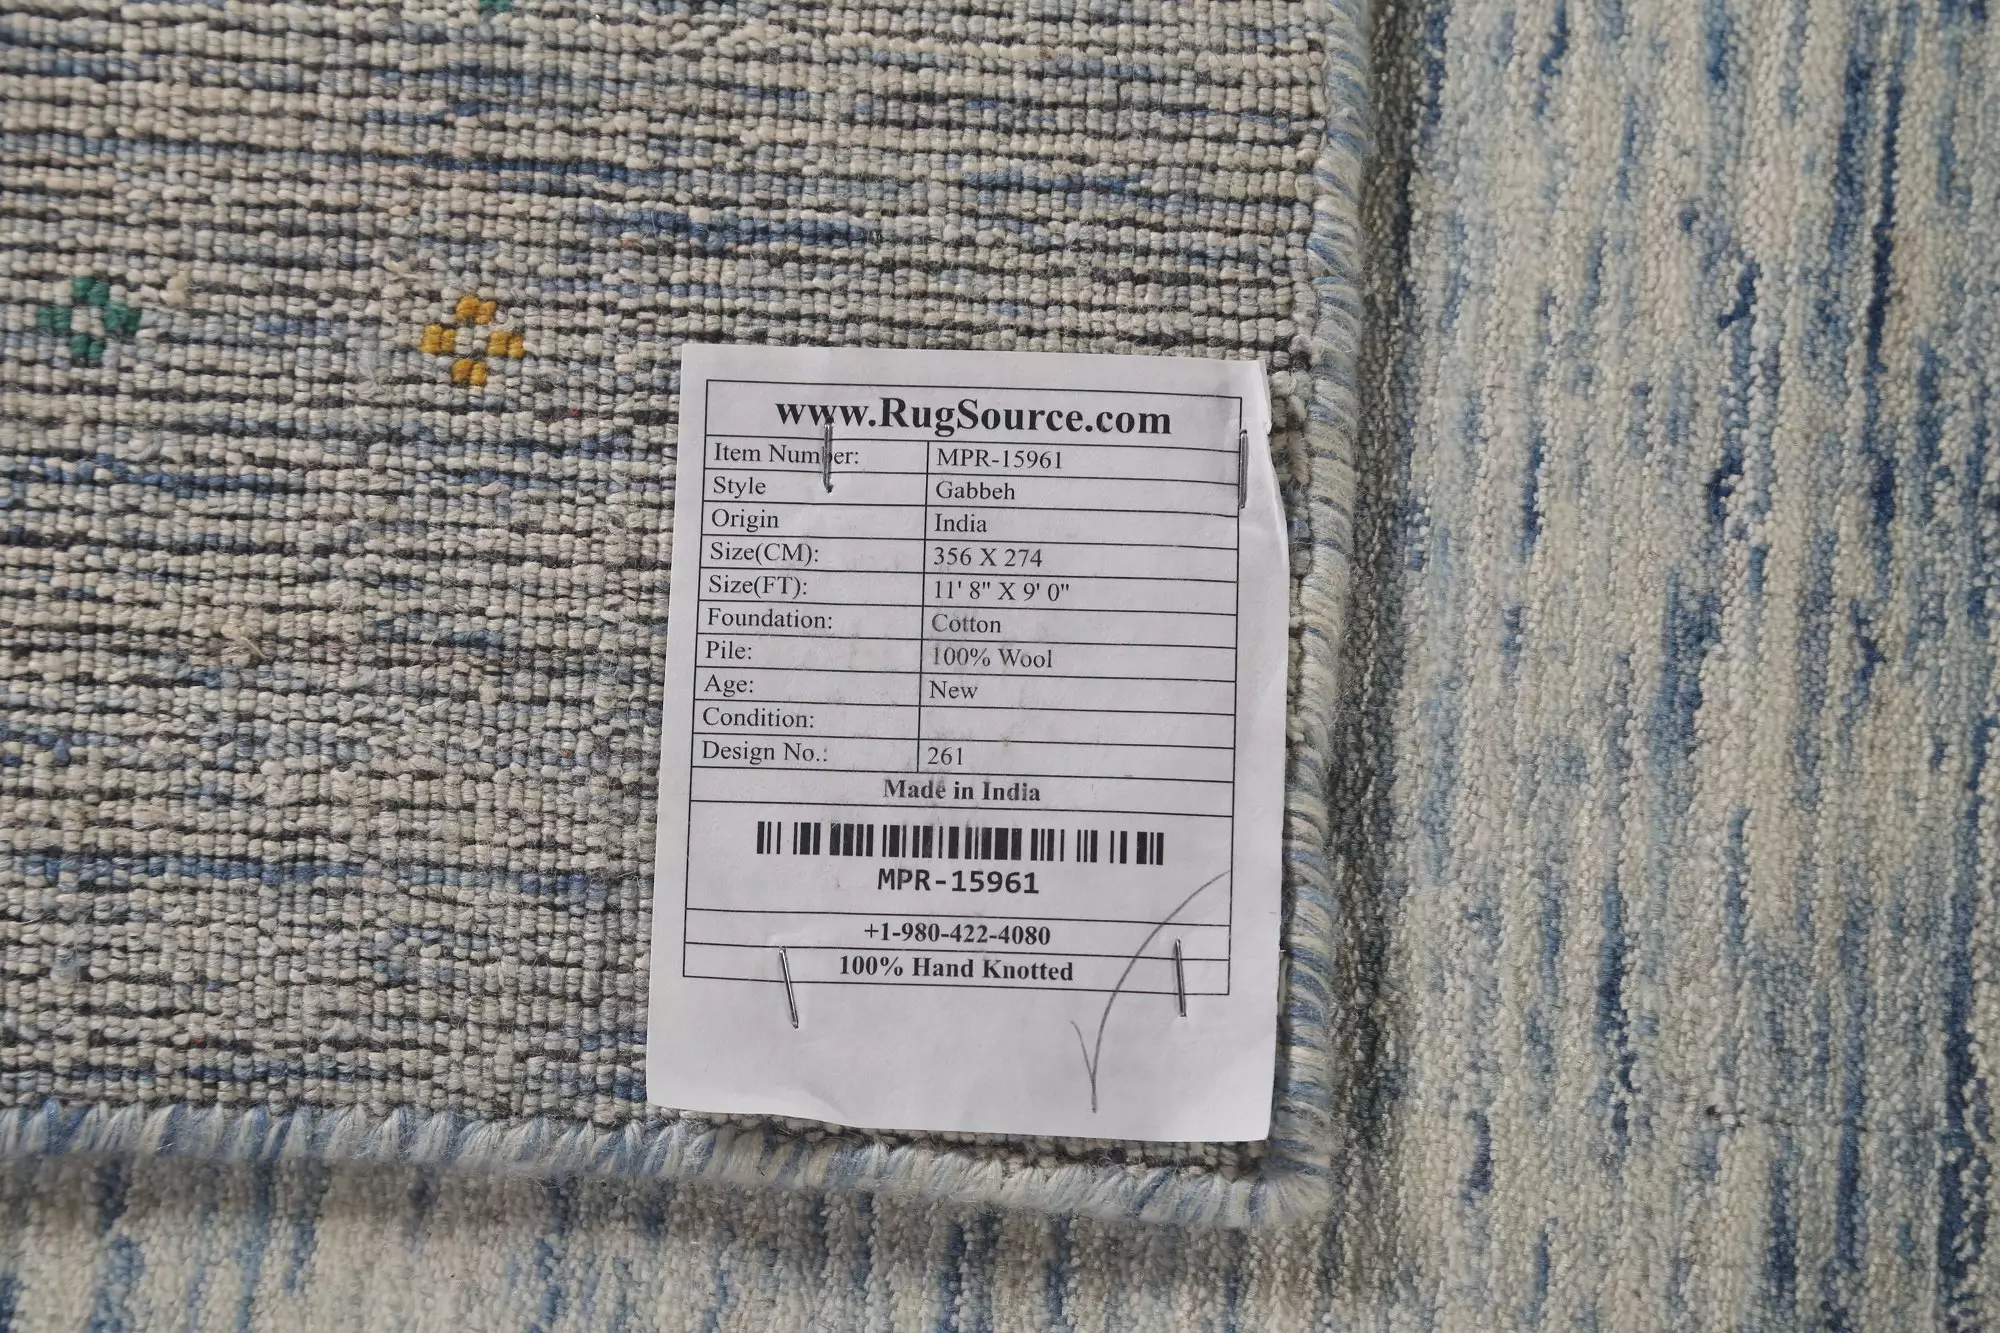 www.RugSource.com
Item Number: MPR-15961
Style Gabbeh
Origin India
Size(CM): 356 X 274
Size(FT): 11' 8" X 9' 0"
Foundation: Cotton
Pile: 100% Wool
Age: New
Condition:
Design No.: 261
Made in India
MPR-15961
+1-980-422-4080
100% Hand Knotted